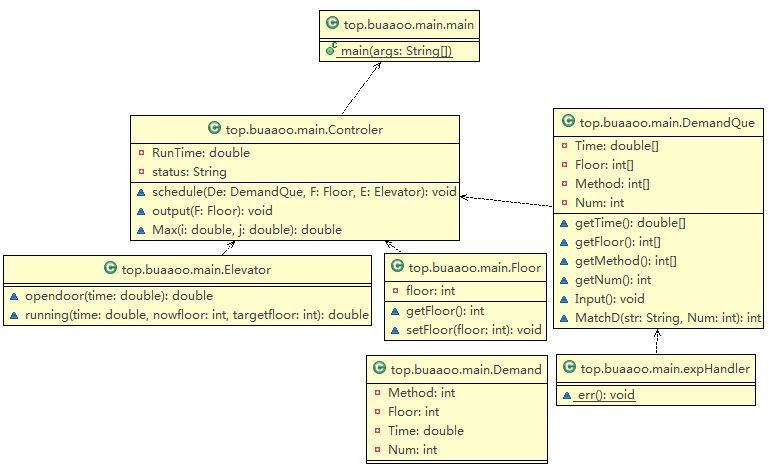 top.buaaoo.main.main
main(args: String[])
top.buaaoo.main.Controler
RunTime: double
status: String
schedule(De: DemandQue, F: Floor, E: Elevator): void
output(F: Floor): void
Max(i: double, j: double): double
top.buaaoo.main.DemandQue
Time: double[]
Floor: int[]
Method: int[]
Num: int
getTime(): double[]
getFloor(): int[]
getMethod(): int[]
getNum(): int
Input(): void
MatchD(str: String, Num: int): int
top.buaaoo.main.Elevator
opendoor(time: double): double
running(time: double, nowfloor: int, targetfloor: int): double
top.buaaoo.main.Floor
floor: int
getFloor(): int
setFloor(floor: int): void
top.buaaoo.main.Demand
Method: int
Floor: int
Time: double
Num: int
top.buaaoo.main.expHandler
err(): void